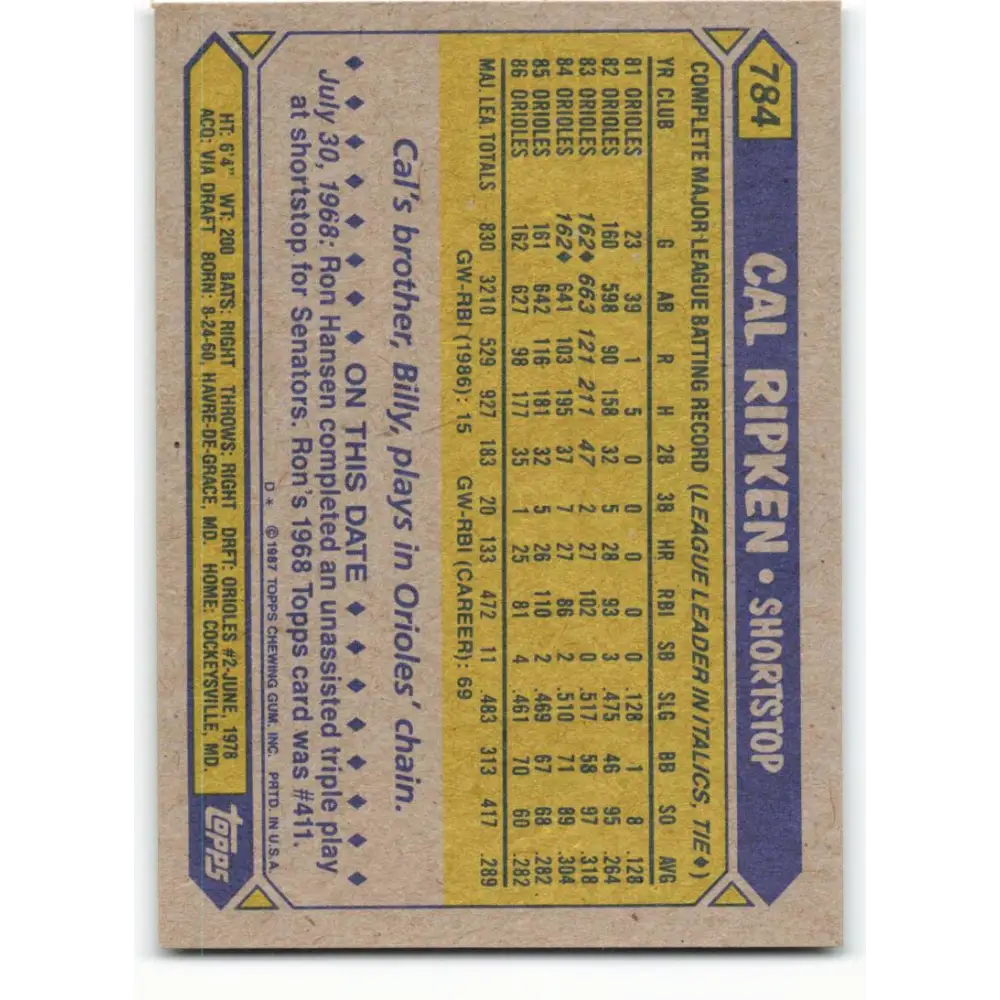 784
CAL RIPKEN • SHORTSTOP
COMPLETE MAJOR LEAGUE BATTING RECORD (LEAGUE LEADER IN ITALICS, TIE♦)
YR CLUB G AB R H 2B 3B HR RBI SB SLG BB SO AVG
81 ORIOLES 23 39 1 5 0 0 0 0 0 .128 1 8 .128
82 ORIOLES 160 598 90 158 32 5 28 93 3 .475 46 95 .264
83 ORIOLES 162♦ 663 121 211 47 2 27 102 0 .517 58 97 .318
84 ORIOLES 162♦ 641 103 195 37 7 27 86 2 .510 71 89 .304
85 ORIOLES 161 642 116 181 32 5 26 110 2 .469 67 68 .282
86 ORIOLES 162 627 98 177 35 1 25 81 4 .461 70 60 .282
MAJ. LEA. TOTALS 830 3210 529 927 183 20 133 472 11 .483 313 417 .289
GW-RBI (1986): 15 GW-RBI (CAREER): 69
Cal's brother, Billy, plays in Orioles' chain.
♦ ♦ ♦ ♦ ♦ ♦ ♦ ON THIS DATE ♦ ♦ ♦ ♦ ♦ ♦ ♦
July 30, 1968: Ron Hansen completed an unassisted triple play
at shortstop for Senators. Ron's 1968 Topps card was #411.
D* ©1987 TOPPS CHEWING GUM, INC. PRTD. IN U.S.A.
HT: 6'4" WT: 200 BATS: RIGHT THROWS: RIGHT DRFT: ORIOLES #2-JUNE, 1978
ACQ: VIA DRAFT BORN: 8-24-60, HAVRE-DE-GRACE, MD. HOME: COCKEYSVILLE, MD.
topps